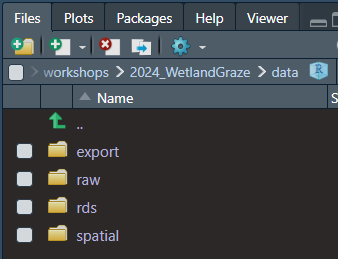 Files Plots Packages Help Viewer
workshops 2024_WetlandGraze data R
Name S
..
export
raw
rds
spatial